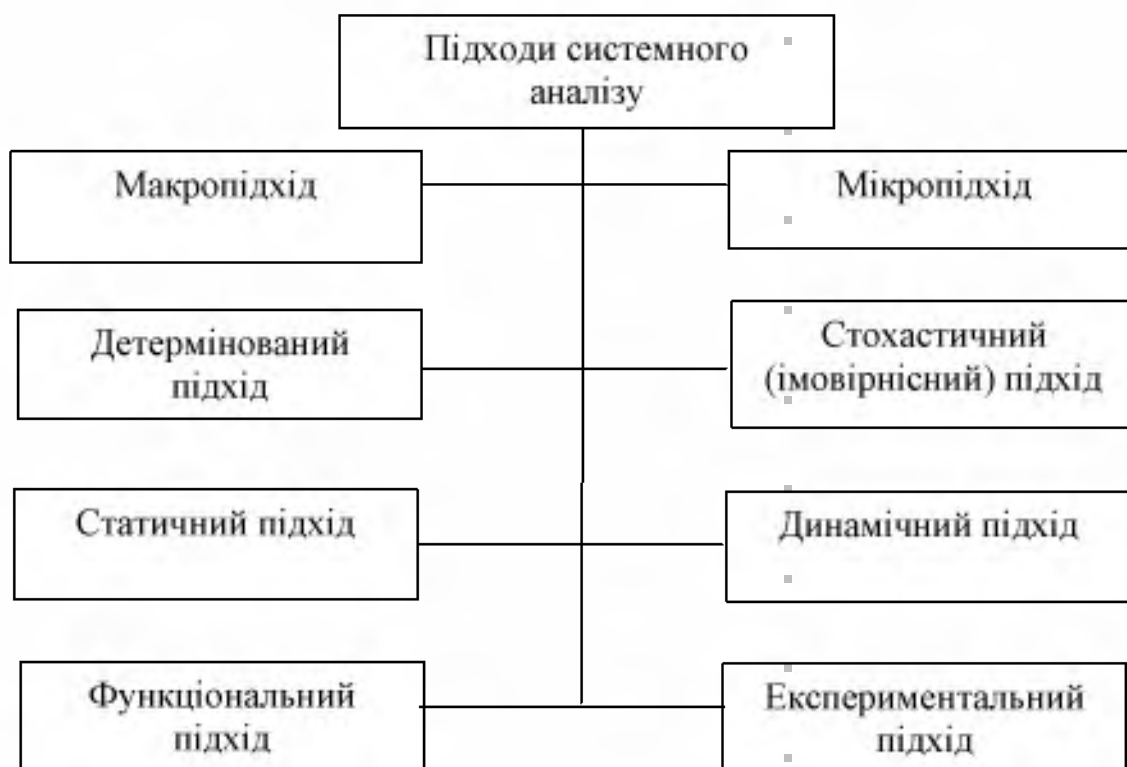 Підходи системного
аналізу
Макропідхід
Мікропідхід
Детермінований
підхід
Стохастичний
(імовірнісний) підхід
Статичний підхід
Динамічний підхід
Функціональний
підхід
Експериментальний
підхід